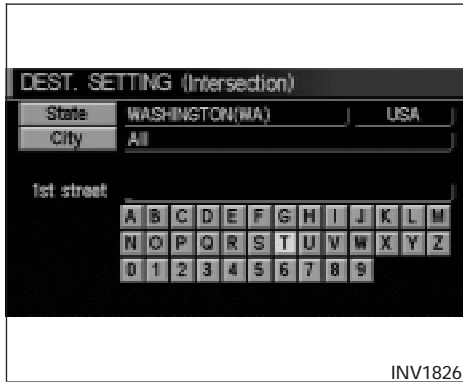 DEST. SETTING (Intersection)
State WASHINGTON(WA) USA
City All
1st street
A B C D E F G H I J K L M
N O P Q R S T U V W X Y Z
0 1 2 3 4 5 6 7 8 9
INV1826